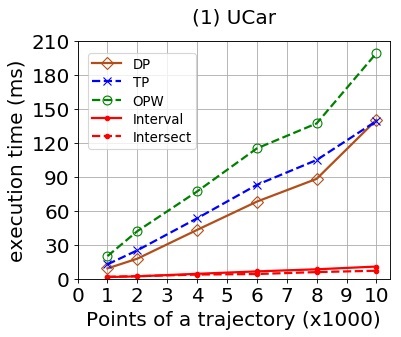 (1) UCar
execution time (ms)
210
180
150
120
90
60
30
0
DP
TP
OPW
Interval
Intersect
0 1 2 3 4 5 6 7 8 9 10
Points of a trajectory (x1000)